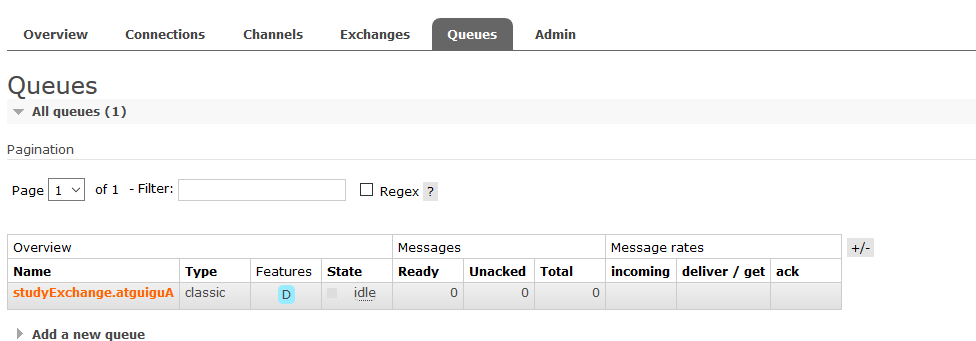 Overview Connections Channels Exchanges Queues Admin
Queues
All queues (1)
Pagination
Page 1 of 1 - Filter: Regex ?
Overview Messages Message rates +/-
Name Type Features State Ready Unacked Total incoming deliver / get ack
studyExchange.atguiguA classic D idle 0 0 0
Add a new queue